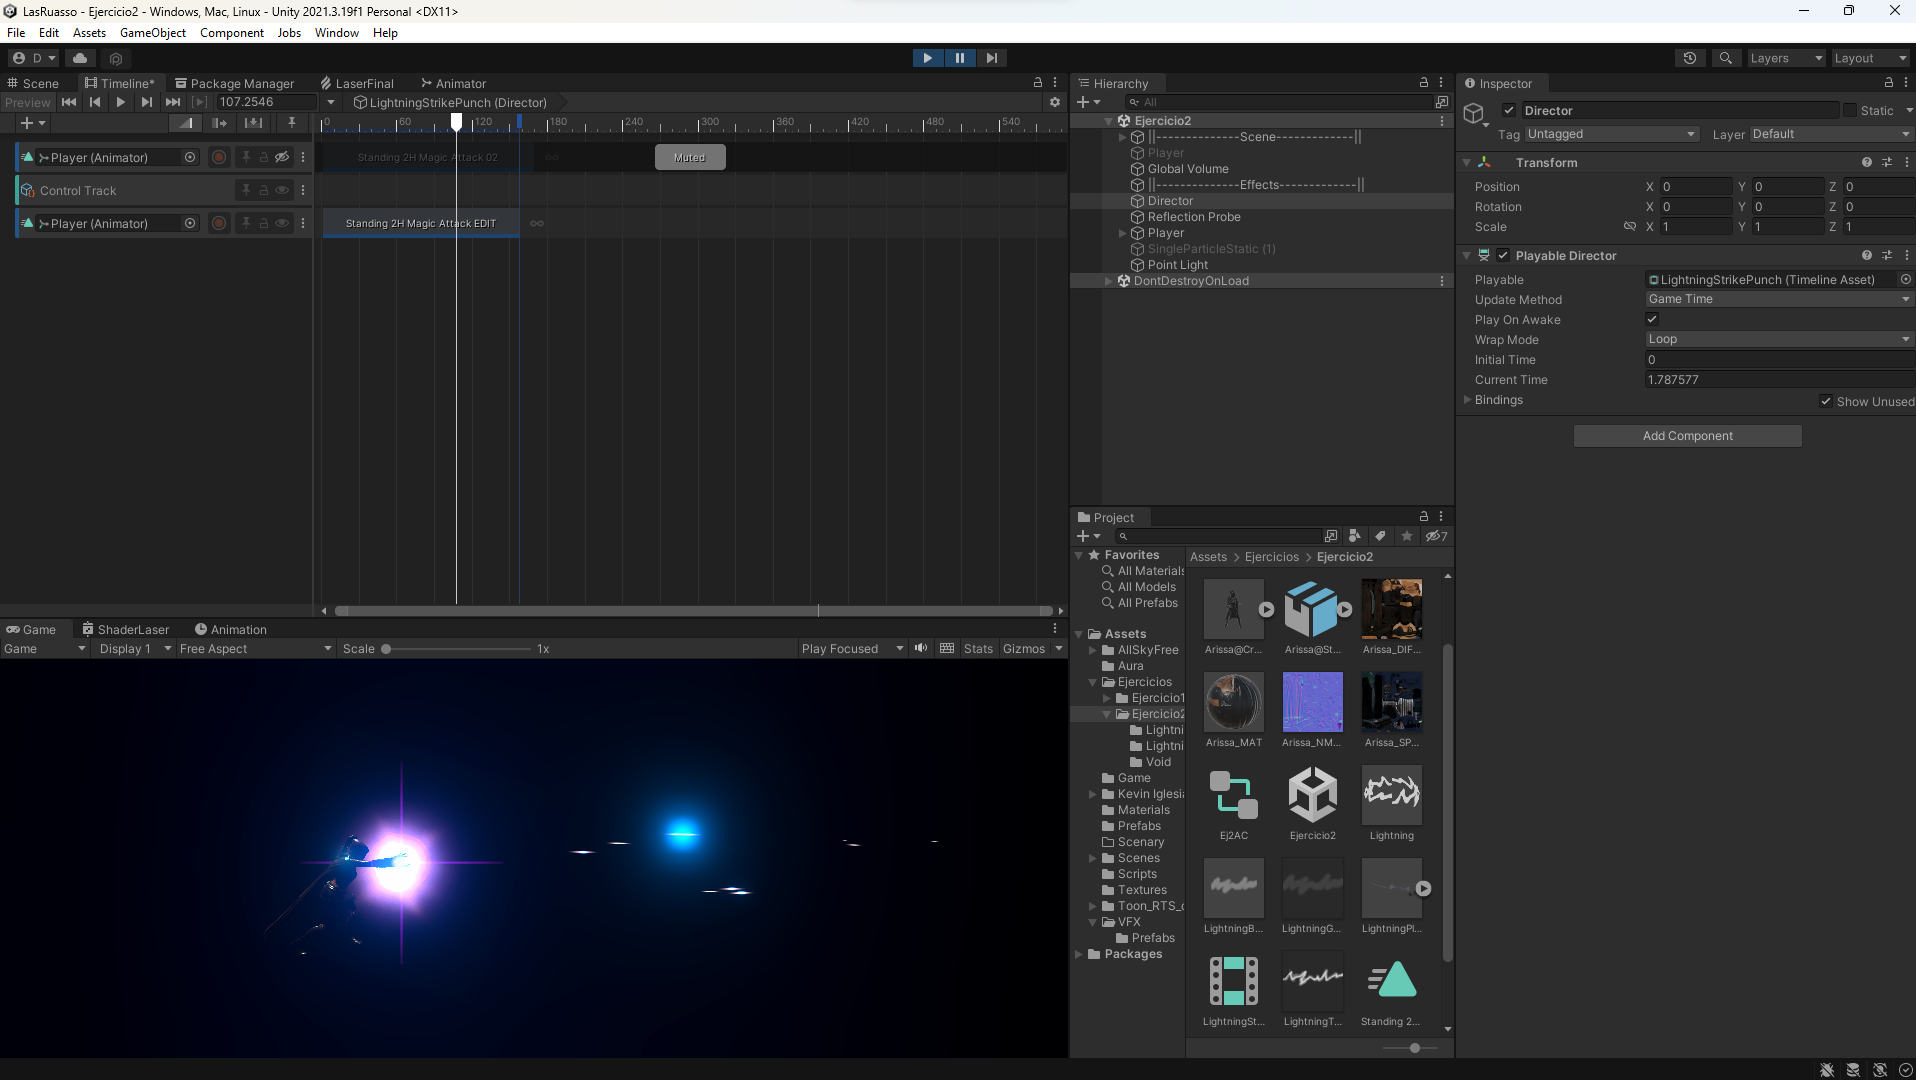 LasRuasso - Ejercicio2 - Windows, Mac, Linux - Unity 2021.3.19f1 Personal <DX11>
File Edit Assets GameObject Component Jobs Window Help
D
Layers Layout
Scene Timeline* Package Manager LaserFinal Animator
Preview 107.2546 LightningStrikePunch (Director)
0 60 120 180 240 300 360 420 480 540
Player (Animator) Standing 2H Magic Attack 02 Muted
Control Track
Player (Animator) Standing 2H Magic Attack EDIT
Game ShaderLaser Animation
Game Display 1 Free Aspect Scale 1x Play Focused Stats Gizmos
Hierarchy
All
Ejercicio2
||--------------Scene-------------||
Player
Global Volume
||--------------Effects-------------||
Director
Reflection Probe
Player
SingleParticleStatic (1)
Point Light
DontDestroyOnLoad
Project
7
Favorites
All Materials
All Models
All Prefabs
Assets
AllSkyFree
Aura
Ejercicios
Ejercicio1
Ejercicio2
Lightni
Lightni
Void
Game
Kevin Iglesia
Materials
Prefabs
Scenary
Scenes
Scripts
Textures
Toon_RTS_d
VFX
Prefabs
Packages
Assets > Ejercicios > Ejercicio2
Arissa@Cr... Arissa@St... Arissa_DIF...
Arissa_MAT Arissa_NM... Arissa_SP...
Ej2AC Ejercicio2 Lightning
LightningB... LightningG... LightningPl...
LightningSt... LightningT... Standing 2...
Inspector
Director Static
Tag Untagged Layer Default
Transform
Position X 0 Y 0 Z 0
Rotation X 0 Y 0 Z 0
Scale X 1 Y 1 Z 1
Playable Director
Playable LightningStrikePunch (Timeline Asset)
Update Method Game Time
Play On Awake
Wrap Mode Loop
Initial Time 0
Current Time 1.787577
Bindings Show Unused
Add Component